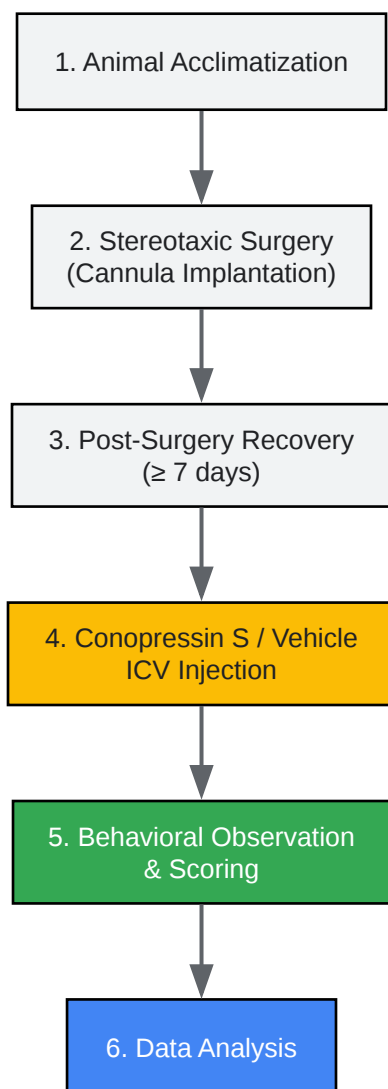 1. Animal Acclimatization
2. Stereotaxic Surgery
(Cannula Implantation)
3. Post-Surgery Recovery
(≥ 7 days)
4. Conopressin S / Vehicle
ICV Injection
5. Behavioral Observation
& Scoring
6. Data Analysis